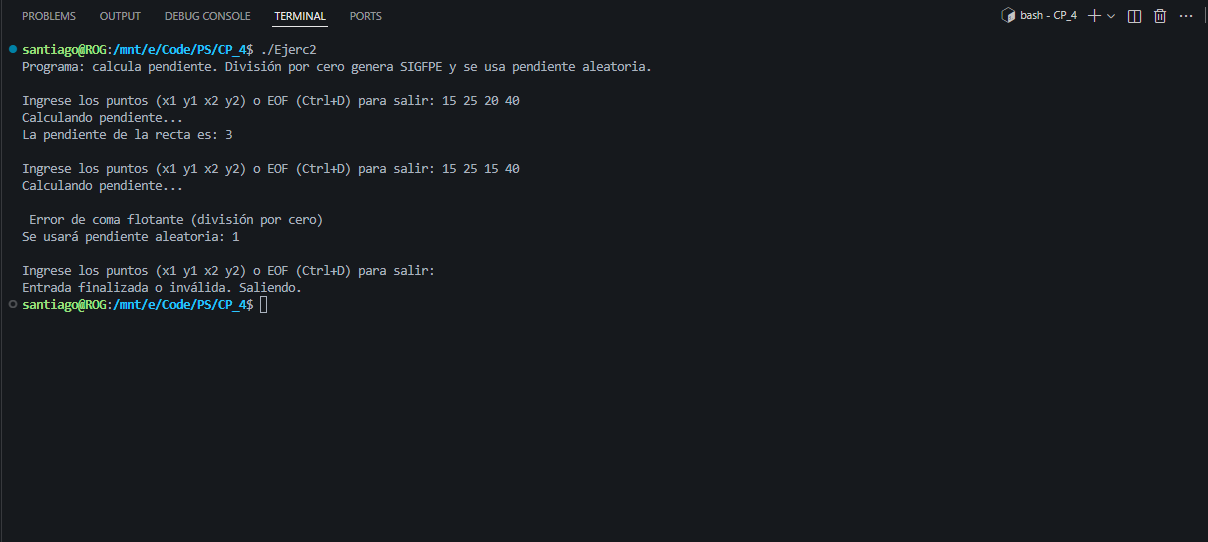 PROBLEMS OUTPUT DEBUG CONSOLE TERMINAL PORTS bash - CP_4
santiago@ROG:/mnt/e/Code/PS/CP_4$ ./Ejerc2
Programa: calcula pendiente. División por cero genera SIGFPE y se usa pendiente aleatoria.
Ingrese los puntos (x1 y1 x2 y2) o EOF (Ctrl+D) para salir: 15 25 20 40
Calculando pendiente...
La pendiente de la recta es: 3
Ingrese los puntos (x1 y1 x2 y2) o EOF (Ctrl+D) para salir: 15 25 15 40
Calculando pendiente...
Error de coma flotante (división por cero)
Se usará pendiente aleatoria: 1
Ingrese los puntos (x1 y1 x2 y2) o EOF (Ctrl+D) para salir:
Entrada finalizada o inválida. Saliendo.
santiago@ROG:/mnt/e/Code/PS/CP_4$